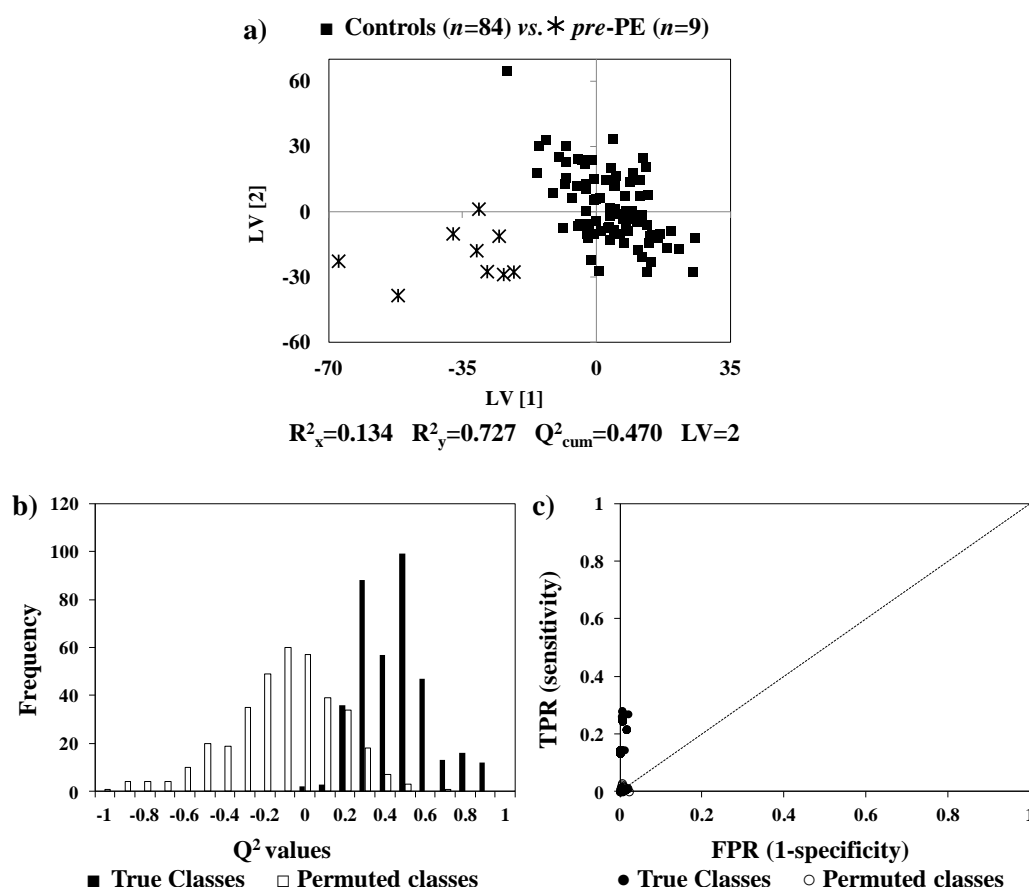 a) ■ Controls (n=84) vs. * pre-PE (n=9)
60
30
0
-30
-60
LV [2]
-70 -35 0 35
LV [1]
R²x=0.134 R²y=0.727 Q²cum=0.470 LV=2
b)
120
100
80
60
40
20
0
Frequency
-1 -0.8 -0.6 -0.4 -0.2 0 0.2 0.4 0.6 0.8 1
Q² values
■ True Classes □ Permuted classes
c)
1
0.8
0.6
0.4
0.2
0
TPR (sensitivity)
0 0.2 0.4 0.6 0.8 1
FPR (1-specificity)
● True Classes ○ Permuted classes